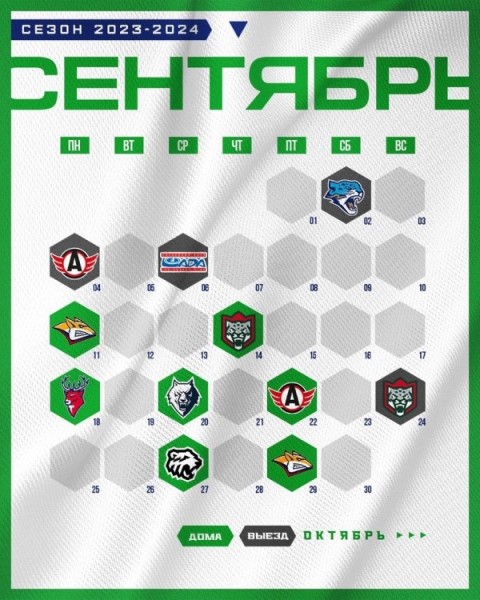 СЕЗОН 2023-2024
СЕНТЯБРЬ
ПН ВТ СР ЧТ ПТ СБ ВС
01 02 03
А
ЛАДА
04 05 06 07 08 09 10
11 12 13 14 15 16 17
А
18 19 20 21 22 23 24
25 26 27 28 29 30
ДОМА ВЫЕЗД ОКТЯБРЬ